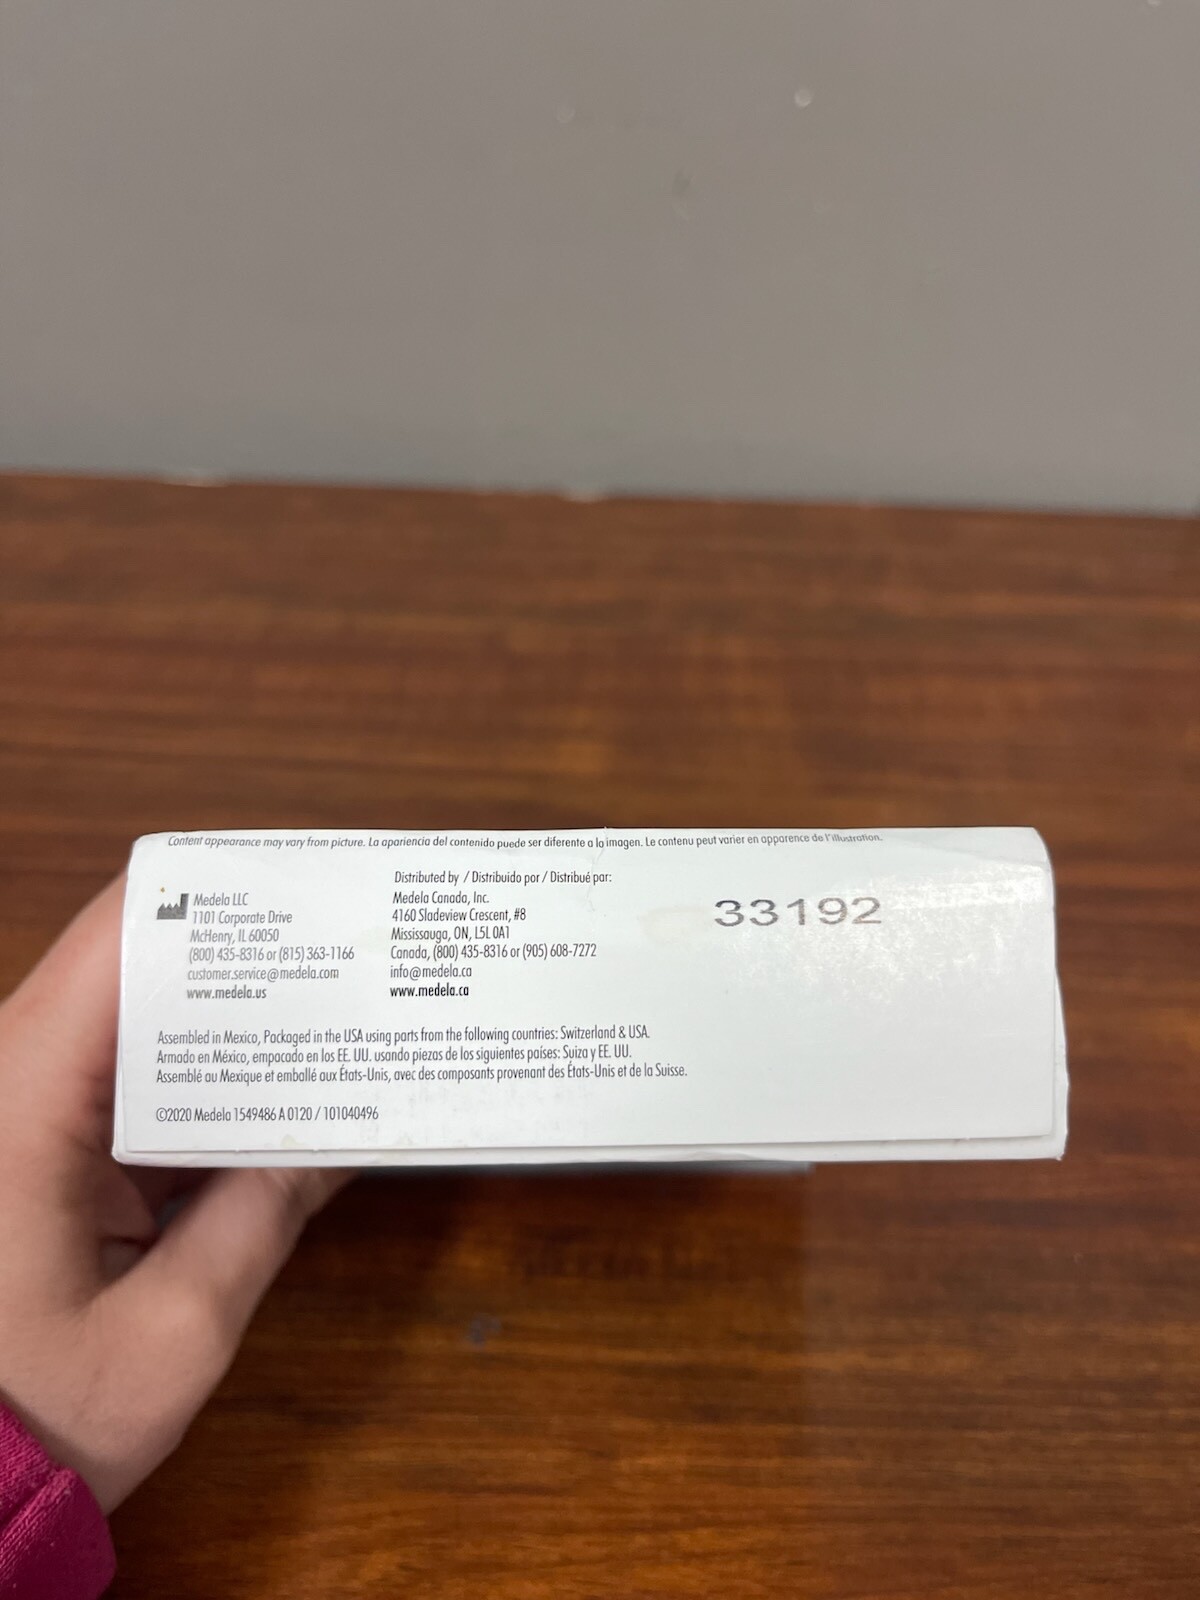 Content appearance may vary from picture. La apariencia del contenido puede ser diferente a la imagen. Le contenu peut varier en apparence de l'illustration.
Medela LLC
1101 Corporate Drive
McHenry, IL 60050
(800) 435-8316 or (815) 363-1166
customer.service@medela.com
www.medela.us
Distributed by / Distribuido por / Distribué par:
Medela Canada, Inc.
4160 Sladeview Crescent, #8
Mississauga, ON, L5L 0A1
Canada, (800) 435-8316 or (905) 608-7272
info@medela.ca
www.medela.ca
33192
Assembled in Mexico, Packaged in the USA using parts from the following countries: Switzerland & USA.
Armado en México, empacado en los EE. UU. usando piezas de los siguientes países: Suiza y EE. UU.
Assemblé au Mexique et emballé aux États-Unis, avec des composants provenant des États-Unis et de la Suisse.
©2020 Medela 1549486 A 0120 / 101040496